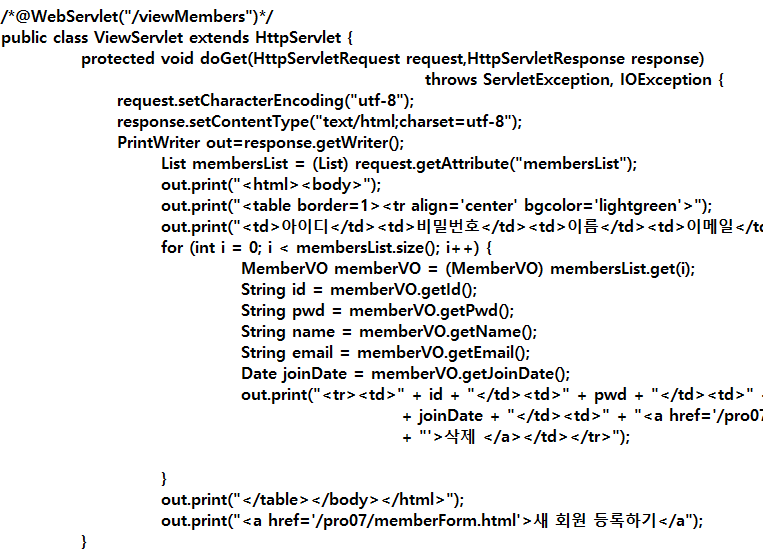 /*@WebServlet("/viewMembers")*/
public class ViewServlet extends HttpServlet {
protected void doGet(HttpServletRequest request,HttpServletResponse response)
throws ServletException, IOException {
request.setCharacterEncoding("utf-8");
response.setContentType("text/html;charset=utf-8");
PrintWriter out=response.getWriter();
List membersList = (List) request.getAttribute("membersList");
out.print("<html><body>");
out.print("<table border=1><tr align='center' bgcolor='lightgreen'>");
out.print("<td>아이디</td><td>비밀번호</td><td>이름</td><td>이메일</td
for (int i = 0; i < membersList.size(); i++) {
MemberVO memberVO = (MemberVO) membersList.get(i);
String id = memberVO.getId();
String pwd = memberVO.getPwd();
String name = memberVO.getName();
String email = memberVO.getEmail();
Date joinDate = memberVO.getJoinDate();
out.print("<tr><td>" + id + "</td><td>" + pwd + "</td><td>"
+ joinDate + "</td><td>" + "<a href='/pro07
+ "'>삭제 </a></td></tr>");
}
out.print("</table></body></html>");
out.print("<a href='/pro07/memberForm.html'>새 회원 등록하기</a");
}